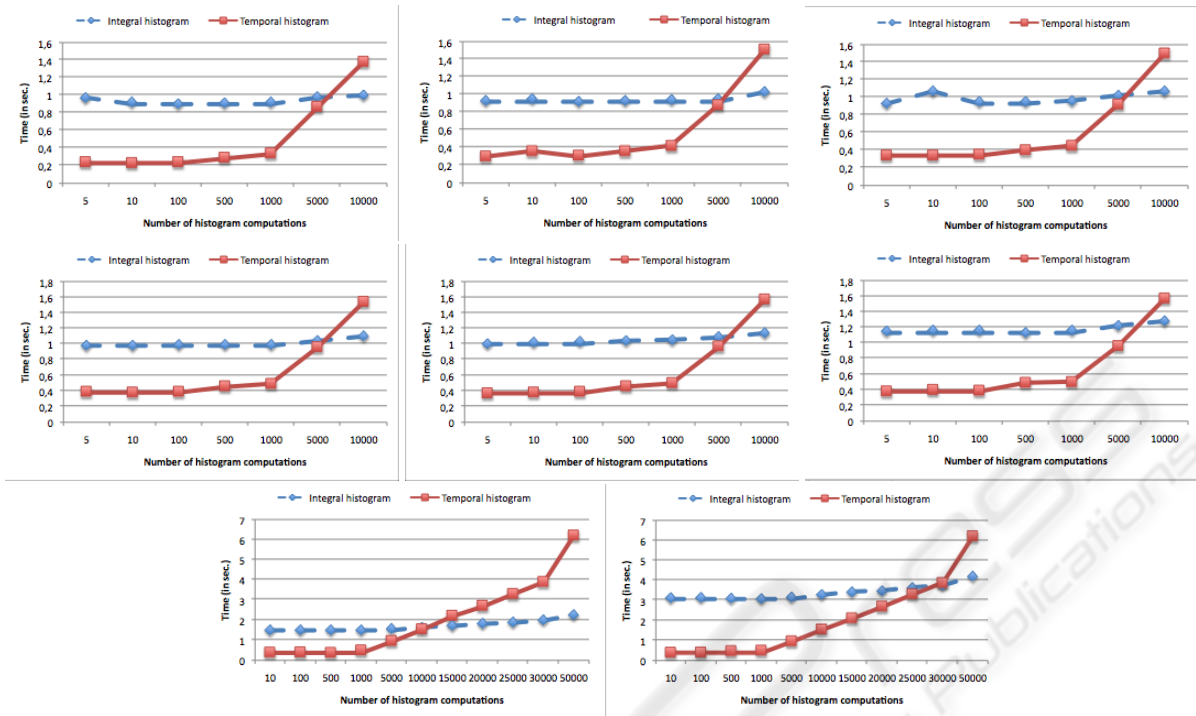 Integral histogram Temporal histogram
1,6
1,4
1,2
1
0,8
0,6
0,4
0,2
0
Time (in sec.)
5 10 100 500 1000 5000 10000
Number of histogram computations
Integral histogram Temporal histogram
1,6
1,4
1,2
1
0,8
0,6
0,4
0,2
0
Time (in sec.)
5 10 100 500 1000 5000 10000
Number of histogram computations
Integral histogram Temporal histogram
1,6
1,4
1,2
1
0,8
0,6
0,4
0,2
0
Time (in sec.)
5 10 100 500 1000 5000 10000
Number of histogram computations
Integral histogram Temporal histogram
1,8
1,6
1,4
1,2
1
0,8
0,6
0,4
0,2
0
Time (in sec.)
5 10 100 500 1000 5000 10000
Number of histogram computations
Integral histogram Temporal histogram
1,8
1,6
1,4
1,2
1
0,8
0,6
0,4
0,2
0
Time (in sec.)
5 10 100 500 1000 5000 10000
Number of histogram computations
Integral histogram Temporal histogram
1,8
1,6
1,4
1,2
1
0,8
0,6
0,4
0,2
0
Time (in sec.)
5 10 100 500 1000 5000 10000
Number of histogram computations
Integral histogram Temporal histogram
7
6
5
4
3
2
1
0
Time (in sec.)
10 100 500 1000 5000 10000 15000 20000 25000 30000 50000
Number of histogram computations
Integral histogram Temporal histogram
7
6
5
4
3
2
1
0
Time (in sec.)
10 100 500 1000 5000 10000 15000 20000 25000 30000 50000
Number of histogram computations
Publications